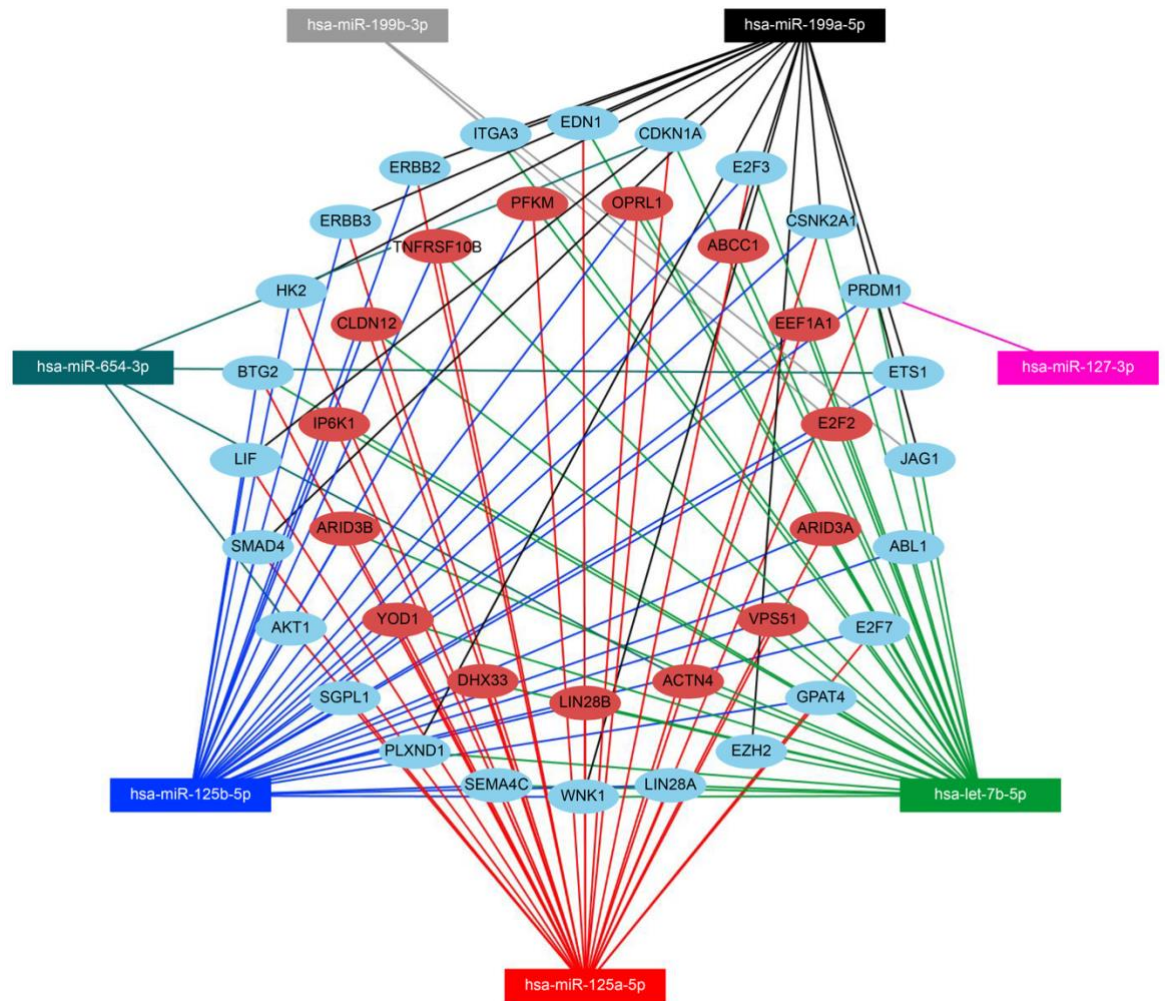 hsa-miR-199b-3p
hsa-miR-199a-5p
EDN1
ITGA3
CDKN1A
ERBB2
E2F3
PFKM
OPRL1
ERBB3
CSNK2A1
TNFRSF10B
ABCC1
HK2
PRDM1
CLDN12
EEF1A1
hsa-miR-654-3p
BTG2
ETS1
hsa-miR-127-3p
IP6K1
E2F2
LIF
JAG1
ARID3B
ARID3A
SMAD4
ABL1
YOD1
VPS51
AKT1
E2F7
DHX33
ACTN4
SGPL1
GPAT4
LIN28B
PLXND1
EZH2
SEMA4C
LIN28A
WNK1
hsa-miR-125b-5p
hsa-let-7b-5p
hsa-miR-125a-5p